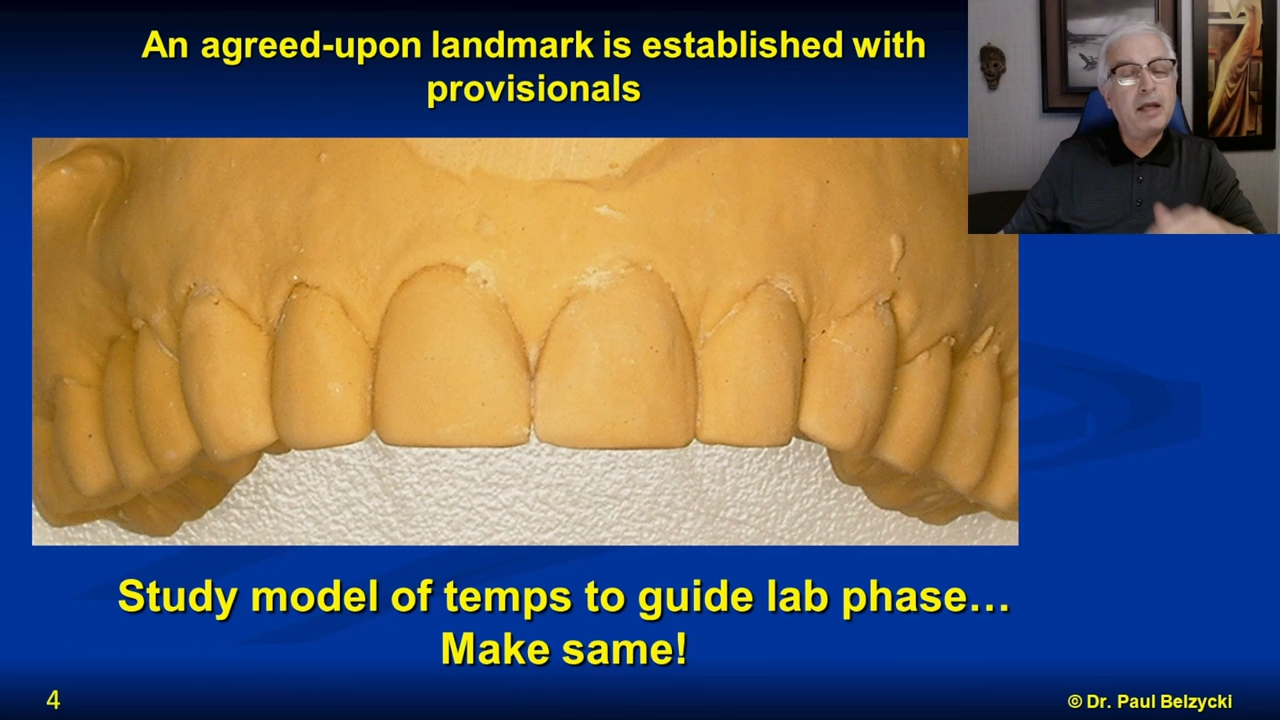 An agreed-upon landmark is established with
provisionals
Study model of temps to guide lab phase…
Make same!
4
© Dr. Paul Belzycki